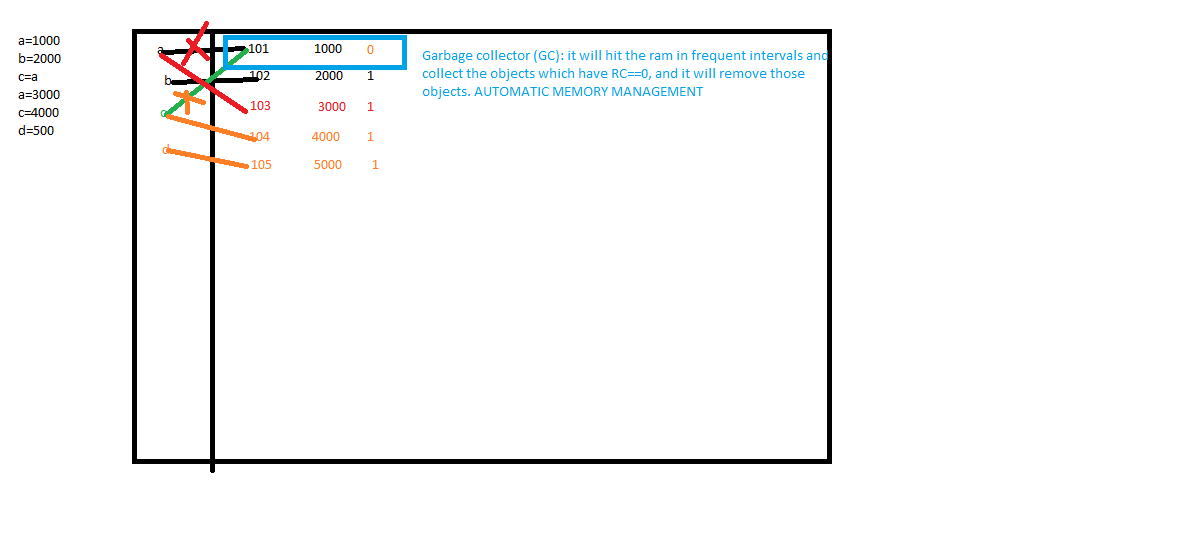 a=1000
b=2000
c=a
a=3000
c=4000
d=500
a 101 1000 0
b 102 2000 1
103 3000 1
c 104 4000 1
d 105 5000 1
Garbage collector (GC): it will hit the ram in frequent intervals and
collect the objects which have RC==0, and it will remove those
objects. AUTOMATIC MEMORY MANAGEMENT